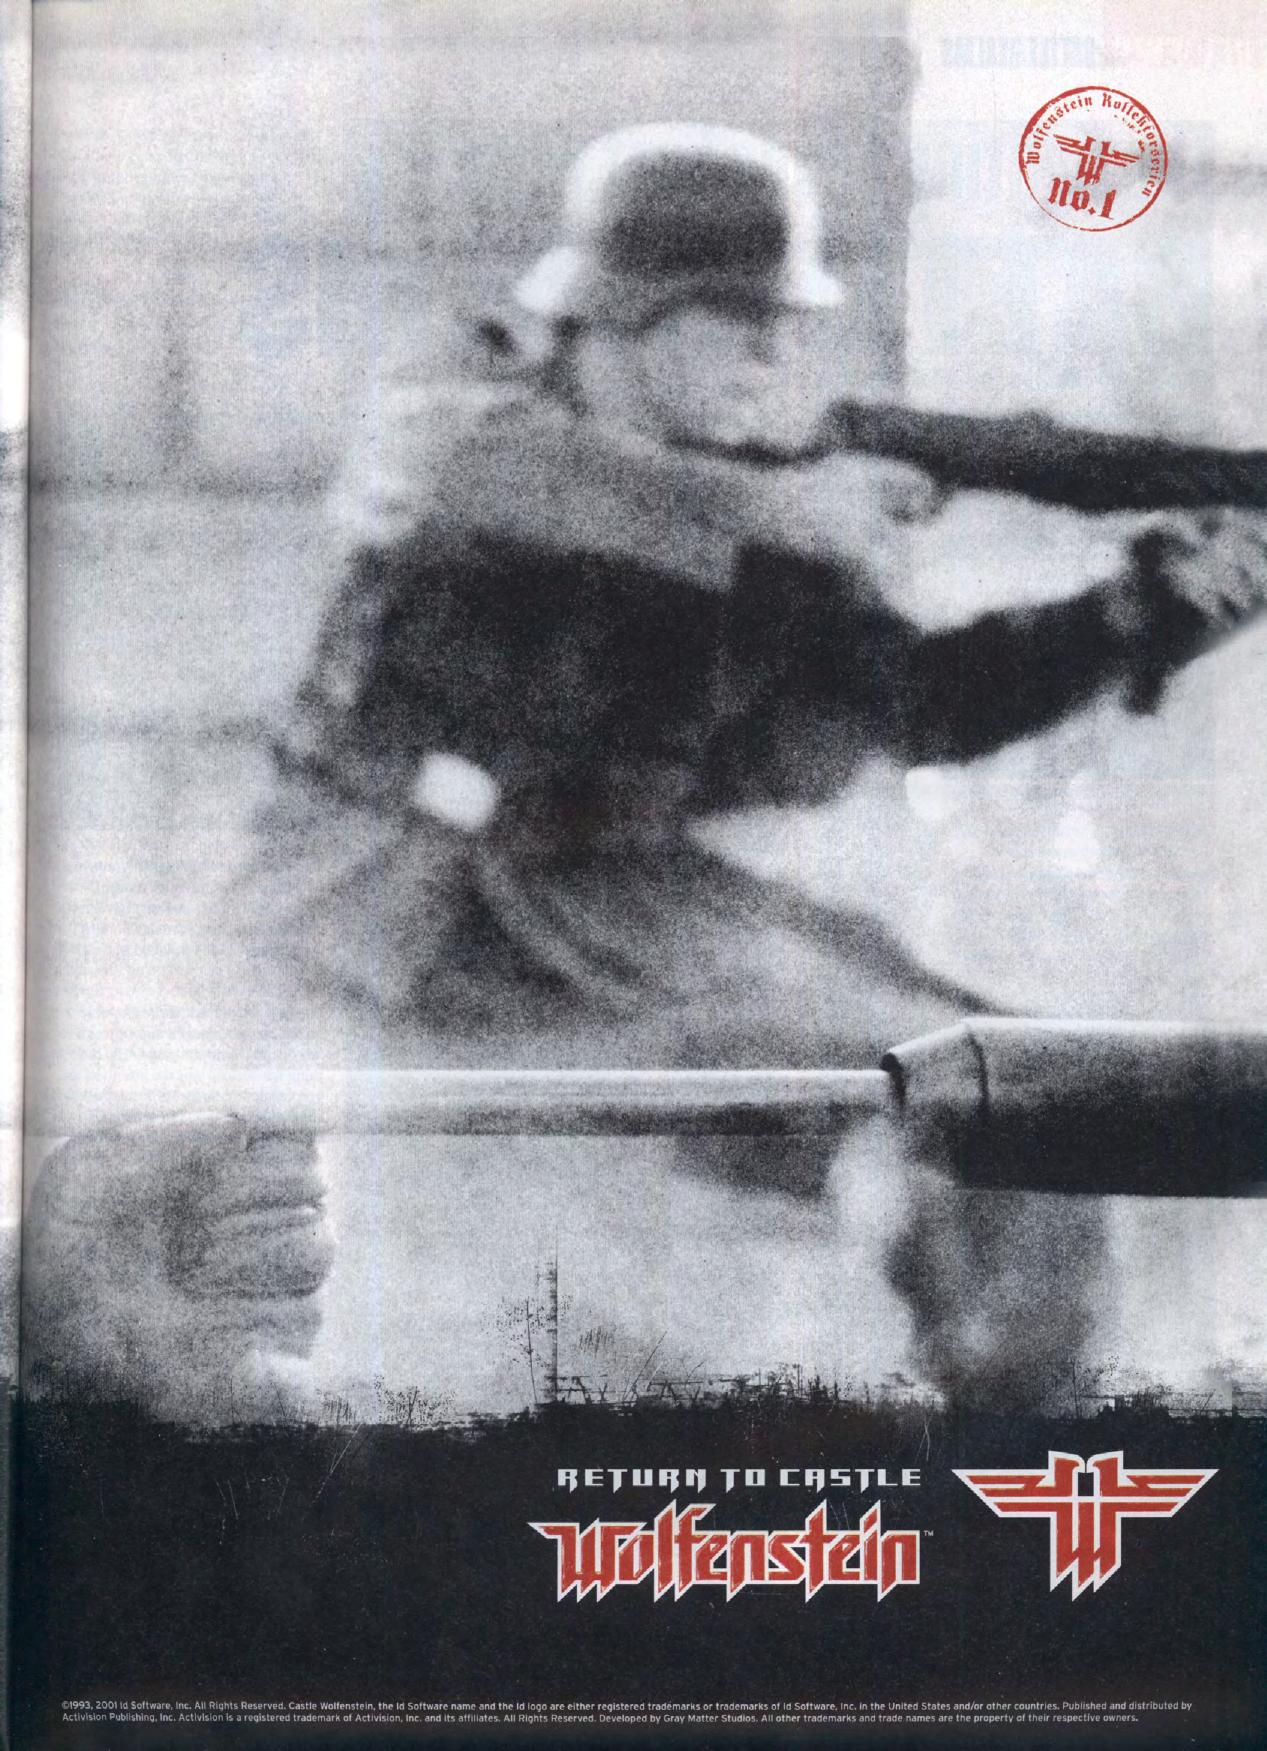 Wolfenstein Kollektorserien
No.1
RETURN TO CASTLE
Wolfenstein™
©1993, 2001 Id Software, Inc. All Rights Reserved. Castle Wolfenstein, the Id Software name and the Id logo are either registered trademarks or trademarks of Id Software, Inc. in the United States and/or other countries. Published and distributed by
Activision Publishing, Inc. Activision is a registered trademark of Activision, Inc. and its affiliates. All Rights Reserved. Developed by Gray Matter Studios. All other trademarks and trade names are the property of their respective owners.